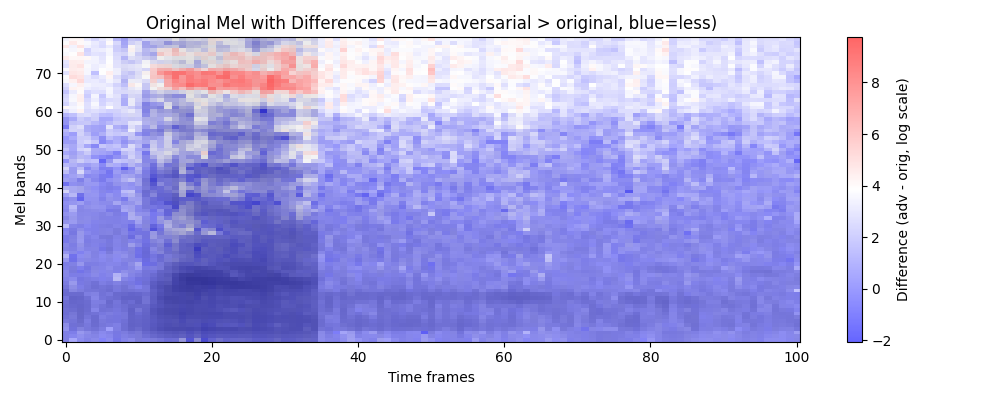 Original Mel with Differences (red=adversarial > original, blue=less)
Mel bands
70
60
50
40
30
20
10
0
0 20 40 60 80 100
Time frames
8
6
4
2
0
−2
Difference (adv - orig, log scale)